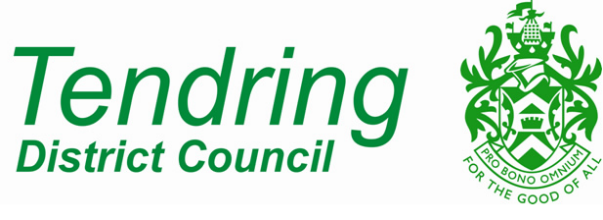 Tendring
District Council
PRO BONO OMNIUM
FOR THE GOOD OF ALL